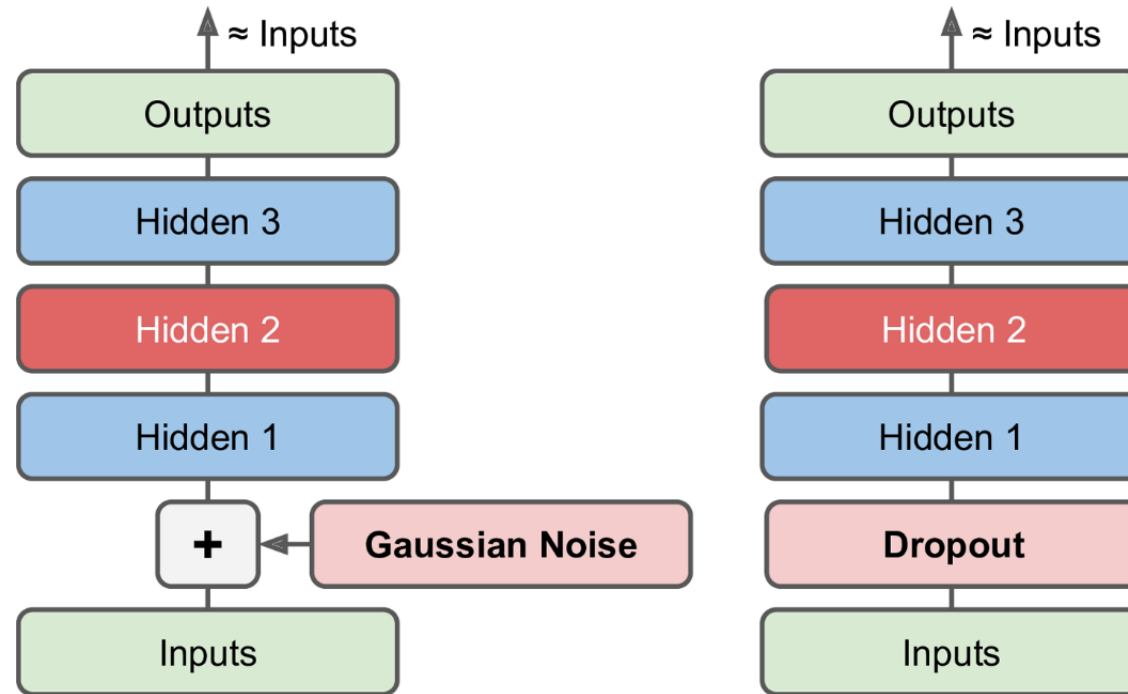 ≈ Inputs
Outputs
Hidden 3
Hidden 2
Hidden 1
+
Gaussian Noise
Inputs
≈ Inputs
Outputs
Hidden 3
Hidden 2
Hidden 1
Dropout
Inputs